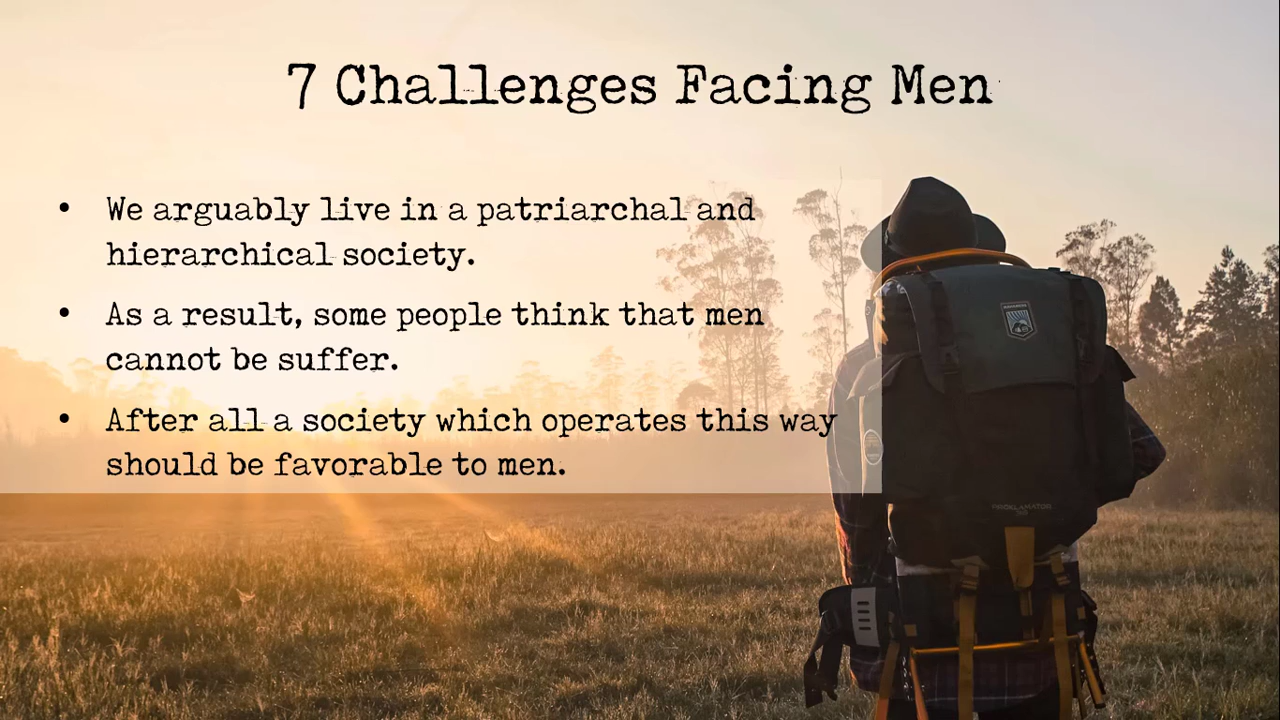 7 Challenges Facing Men
• We arguably live in a patriarchal and
hierarchical society.
• As a result, some people think that men
cannot be suffer.
• After all a society which operates this way
should be favorable to men.